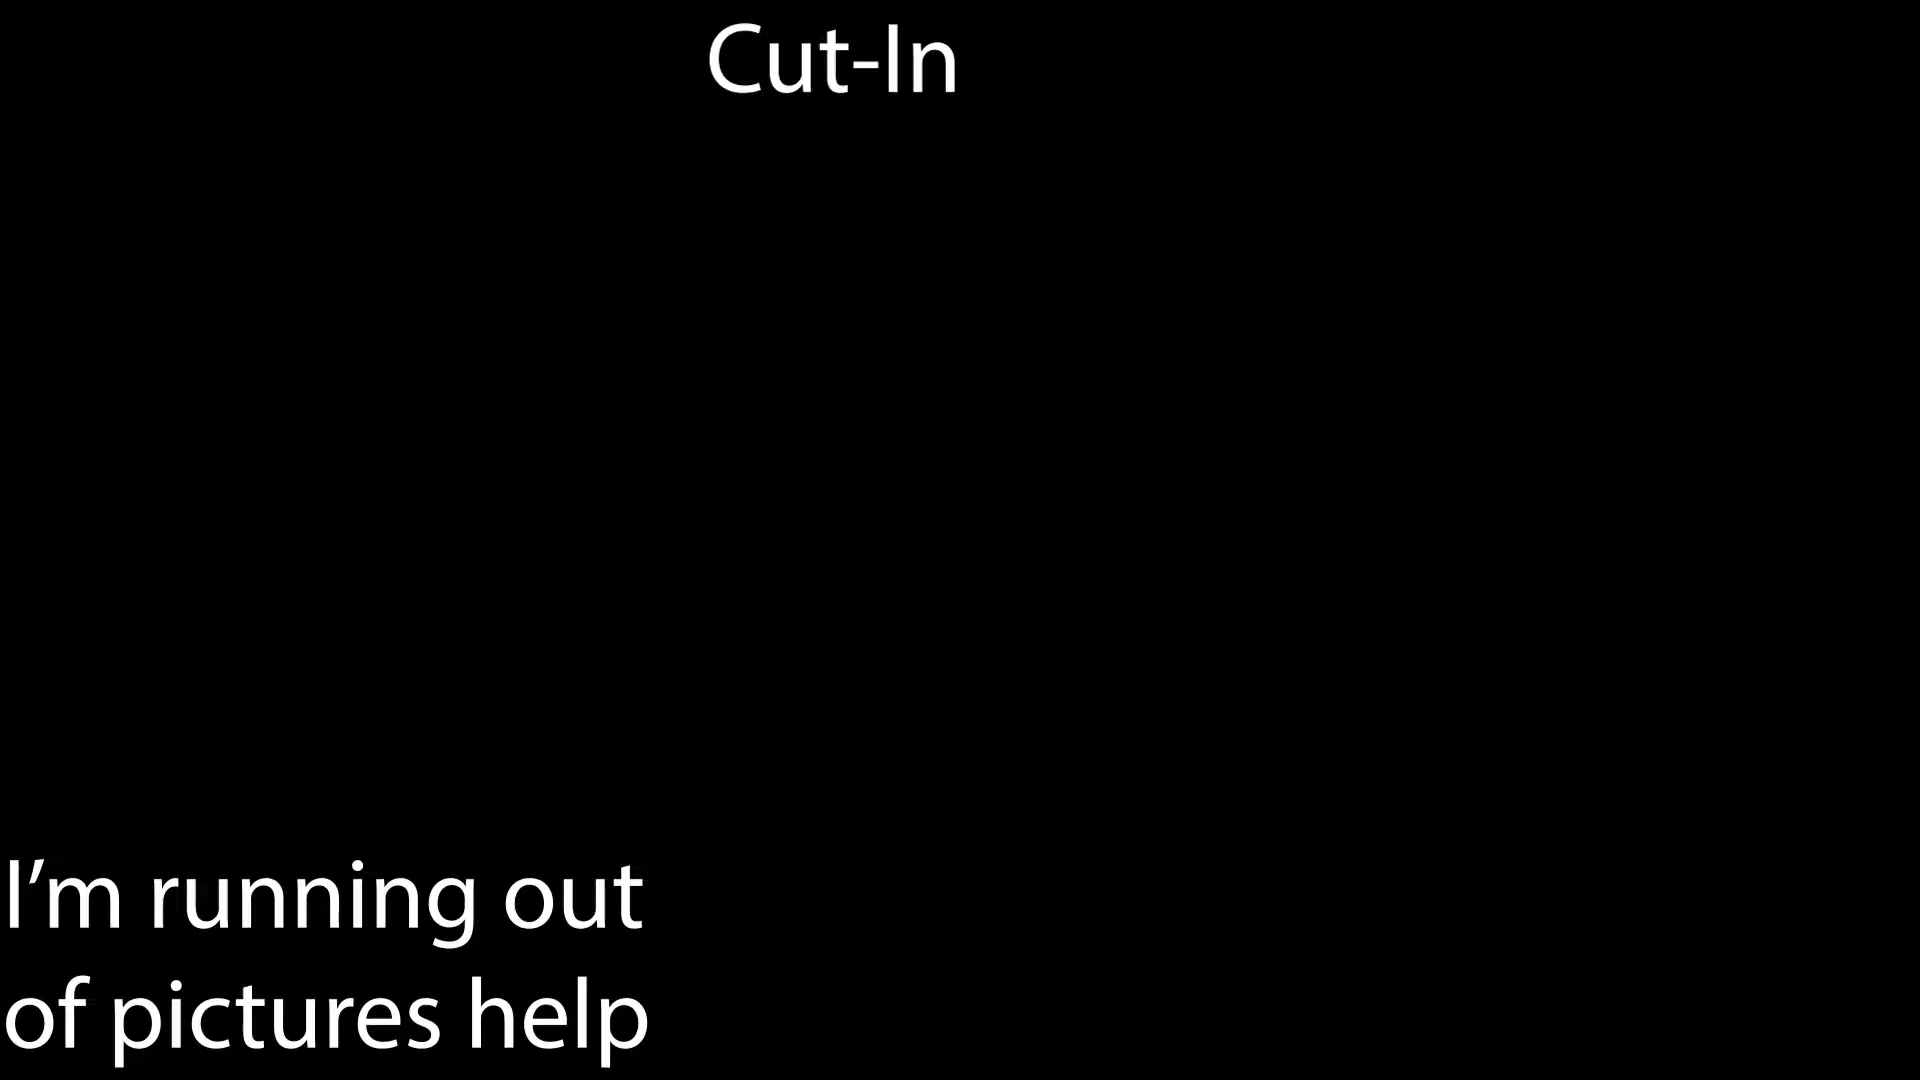 Cut-In
I’m running out
of pictures help